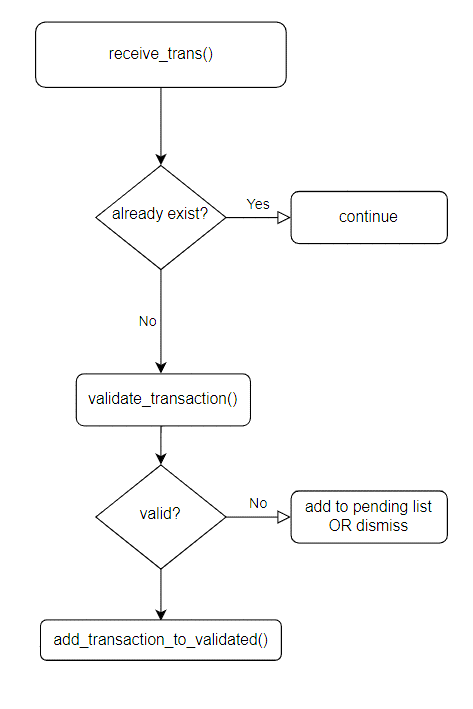 receive_trans()
already exist?
Yes
continue
No
validate_transaction()
valid?
No
add to pending list
OR dismiss
add_transaction_to_validated()